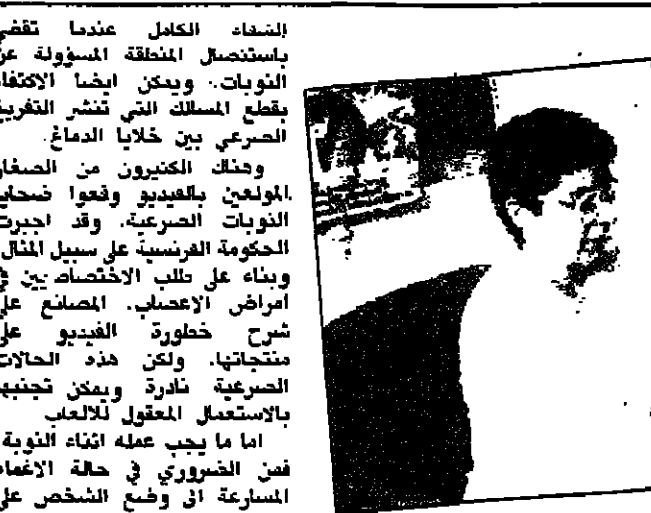 الشفاء الكامل عندما تقضي
باستئصال المنطقة المسؤولة عن
النوبات. ويمكن ايضاً الاكتفاء
بقطع المسالك التي تنشر التفريغ
الصرعي بين خلايا الدماغ.
وهناك الكثيرون من الصغار
المولعين بالفيديو وقعوا ضحايا
النوبات الصرعية. وقد اجبرت
الحكومة الفرنسية على سبيل المثال
وبناء على طلب الاختصاصيين في
امراض الاعصاب. المصانع على
شرح خطورة الفيديو على
منتجاتها. ولكن هذه الحالات
الصرعية نادرة ويمكن تجنبها
بالاستعمال المعقول للالعاب
اما ما يجب عمله اثناء النوبة
فمن الضروري في حالة الاغماء
المسارعة الى وضع الشخص على